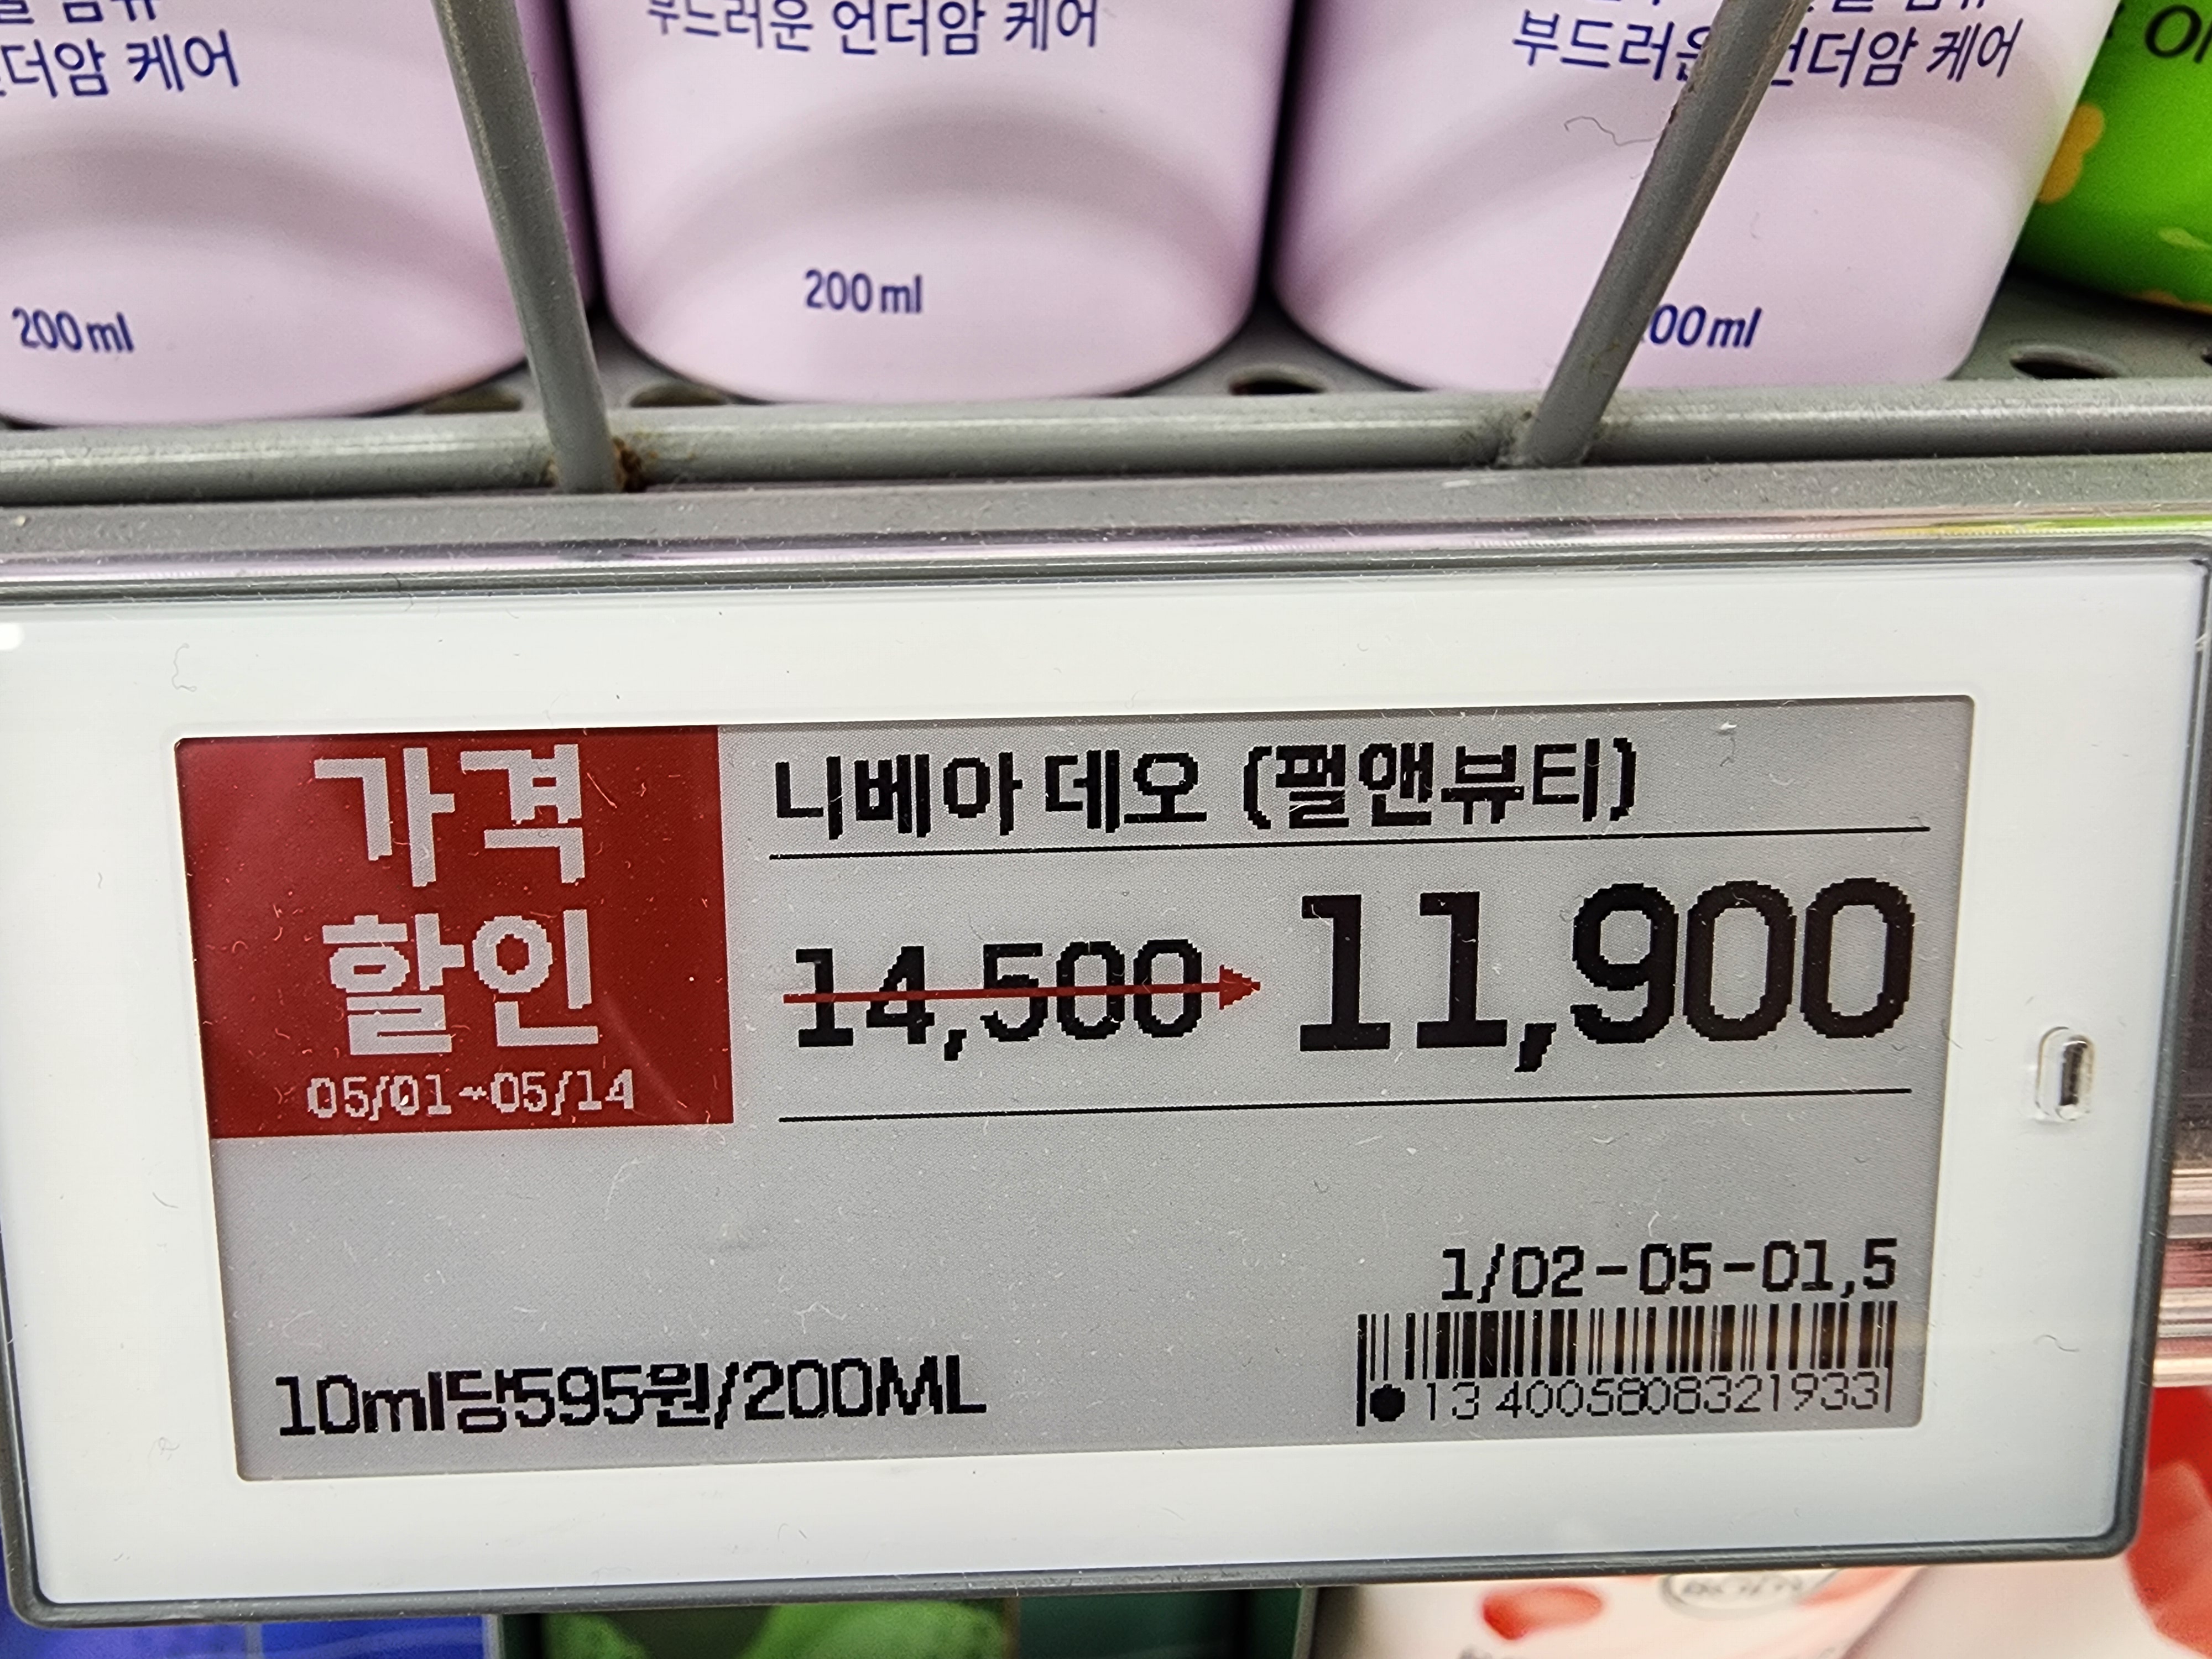 언더암 케어
부드러운 언더암 케어
부드러운 언더암 케어
200ml
200ml
00ml
가격
할인
05/01~05/14
니베아 데오 (펄앤뷰티)
14,500 11,900
1/02-05-01,5
10ml당595원/200ML
13 4005808321933